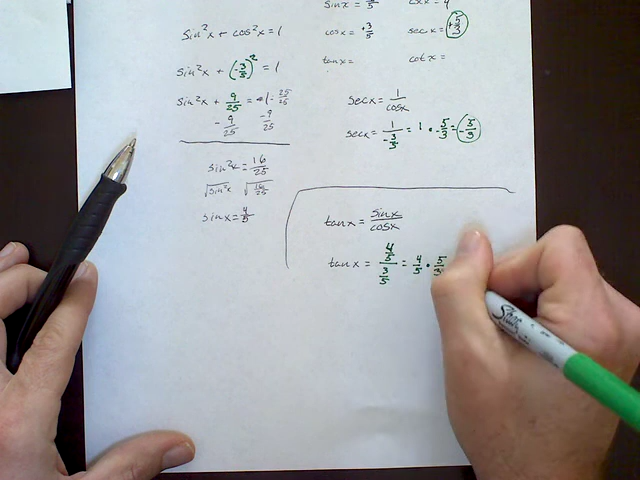 sin x = /5
csc x = 4
sin²x + cos²x = 1
cos x = +3/5
sec x = +5/3
sin²x + (-3/5)² = 1
tan x =
cot x =
sin²x + 9/25 = 1 - 25/25
- 9/25 - 9/25
sec x = 1/cos x
sec x = 1/(-3/5) = 1 • -5/3 = -5/3
sin²x = 16/25
√sin²x √16/25
sin x = 4/5
tan x = sin x/cos x
tan x = (4/5)/(3/5) = 4/5 • 5/3
Sharpie